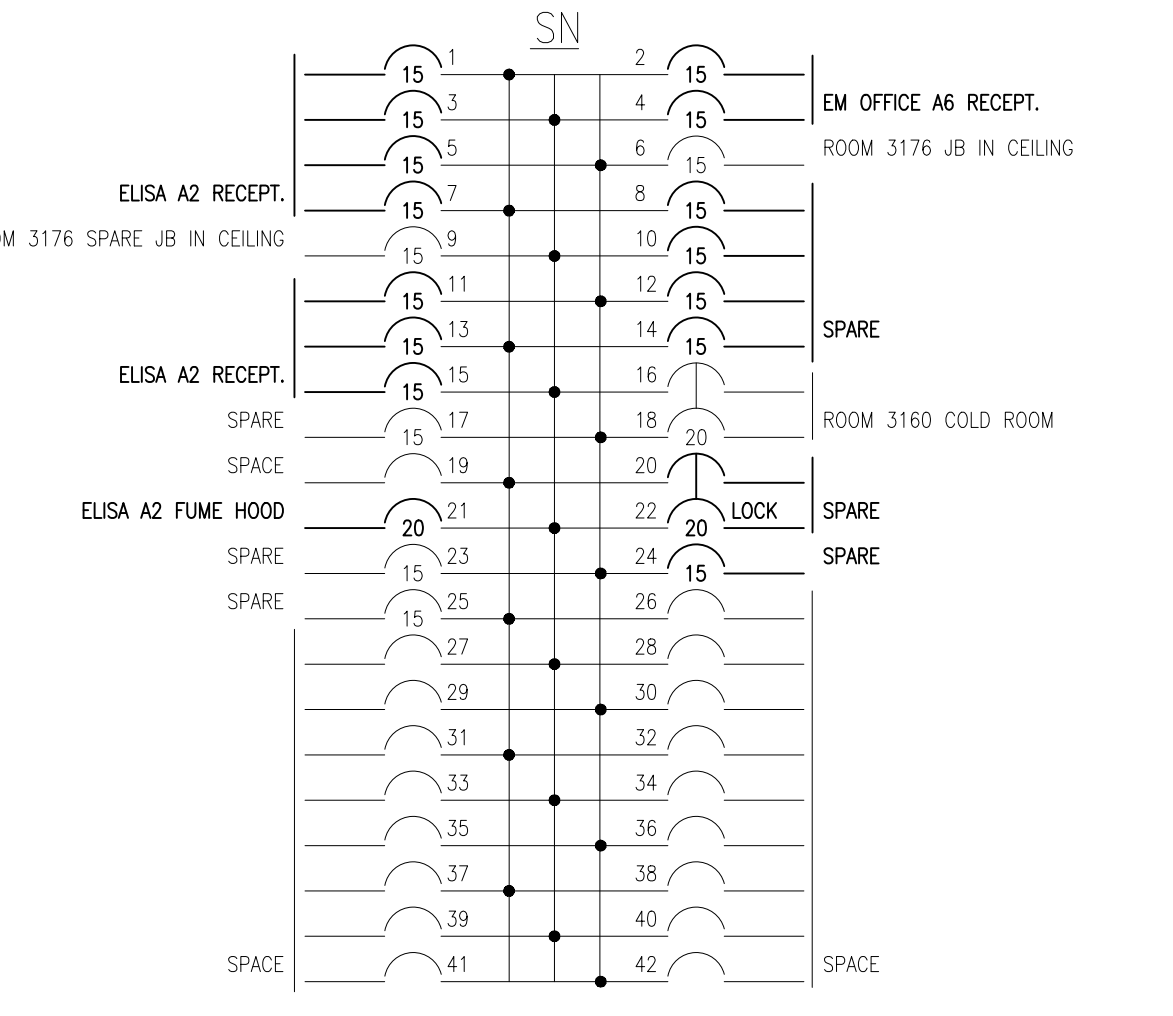 SN
1 2
15 15
3 4 EM OFFICE A6 RECEPT.
15 15
5 6 ROOM 3176 JB IN CEILING
15 15
ELISA A2 RECEPT. 7 8
15 15
3176 SPARE JB IN CEILING 9 10
15 15
11 12
15 15
13 14 SPARE
15 15
ELISA A2 RECEPT. 15 16
15
SPARE 17 18 ROOM 3160 COLD ROOM
15 20
SPACE 19 20
ELISA A2 FUME HOOD 21 22 LOCK SPARE
20 20
SPARE 23 24 SPARE
15 15
SPARE 25 26
15
27 28
29 30
31 32
33 34
35 36
37 38
39 40
SPACE 41 42 SPACE